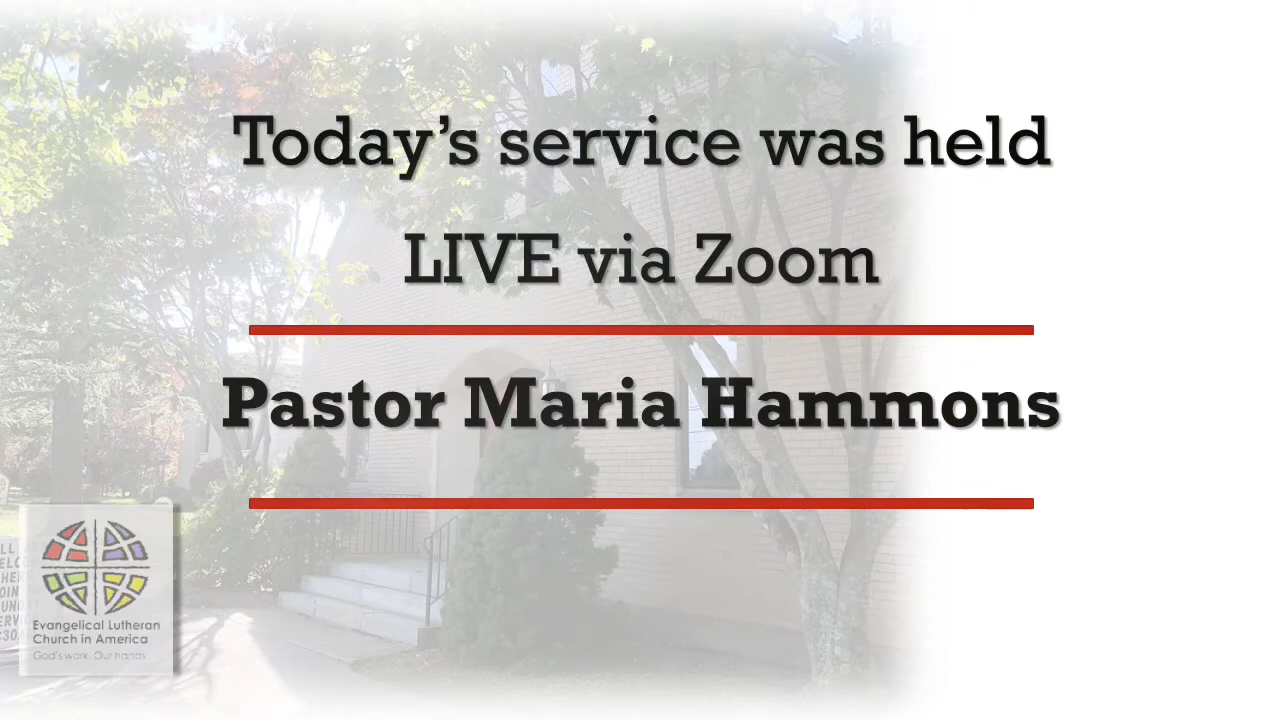 Today’s service was held
LIVE via Zoom
Pastor Maria Hammons
Evangelical Lutheran
Church in America
God's work. Our hands.